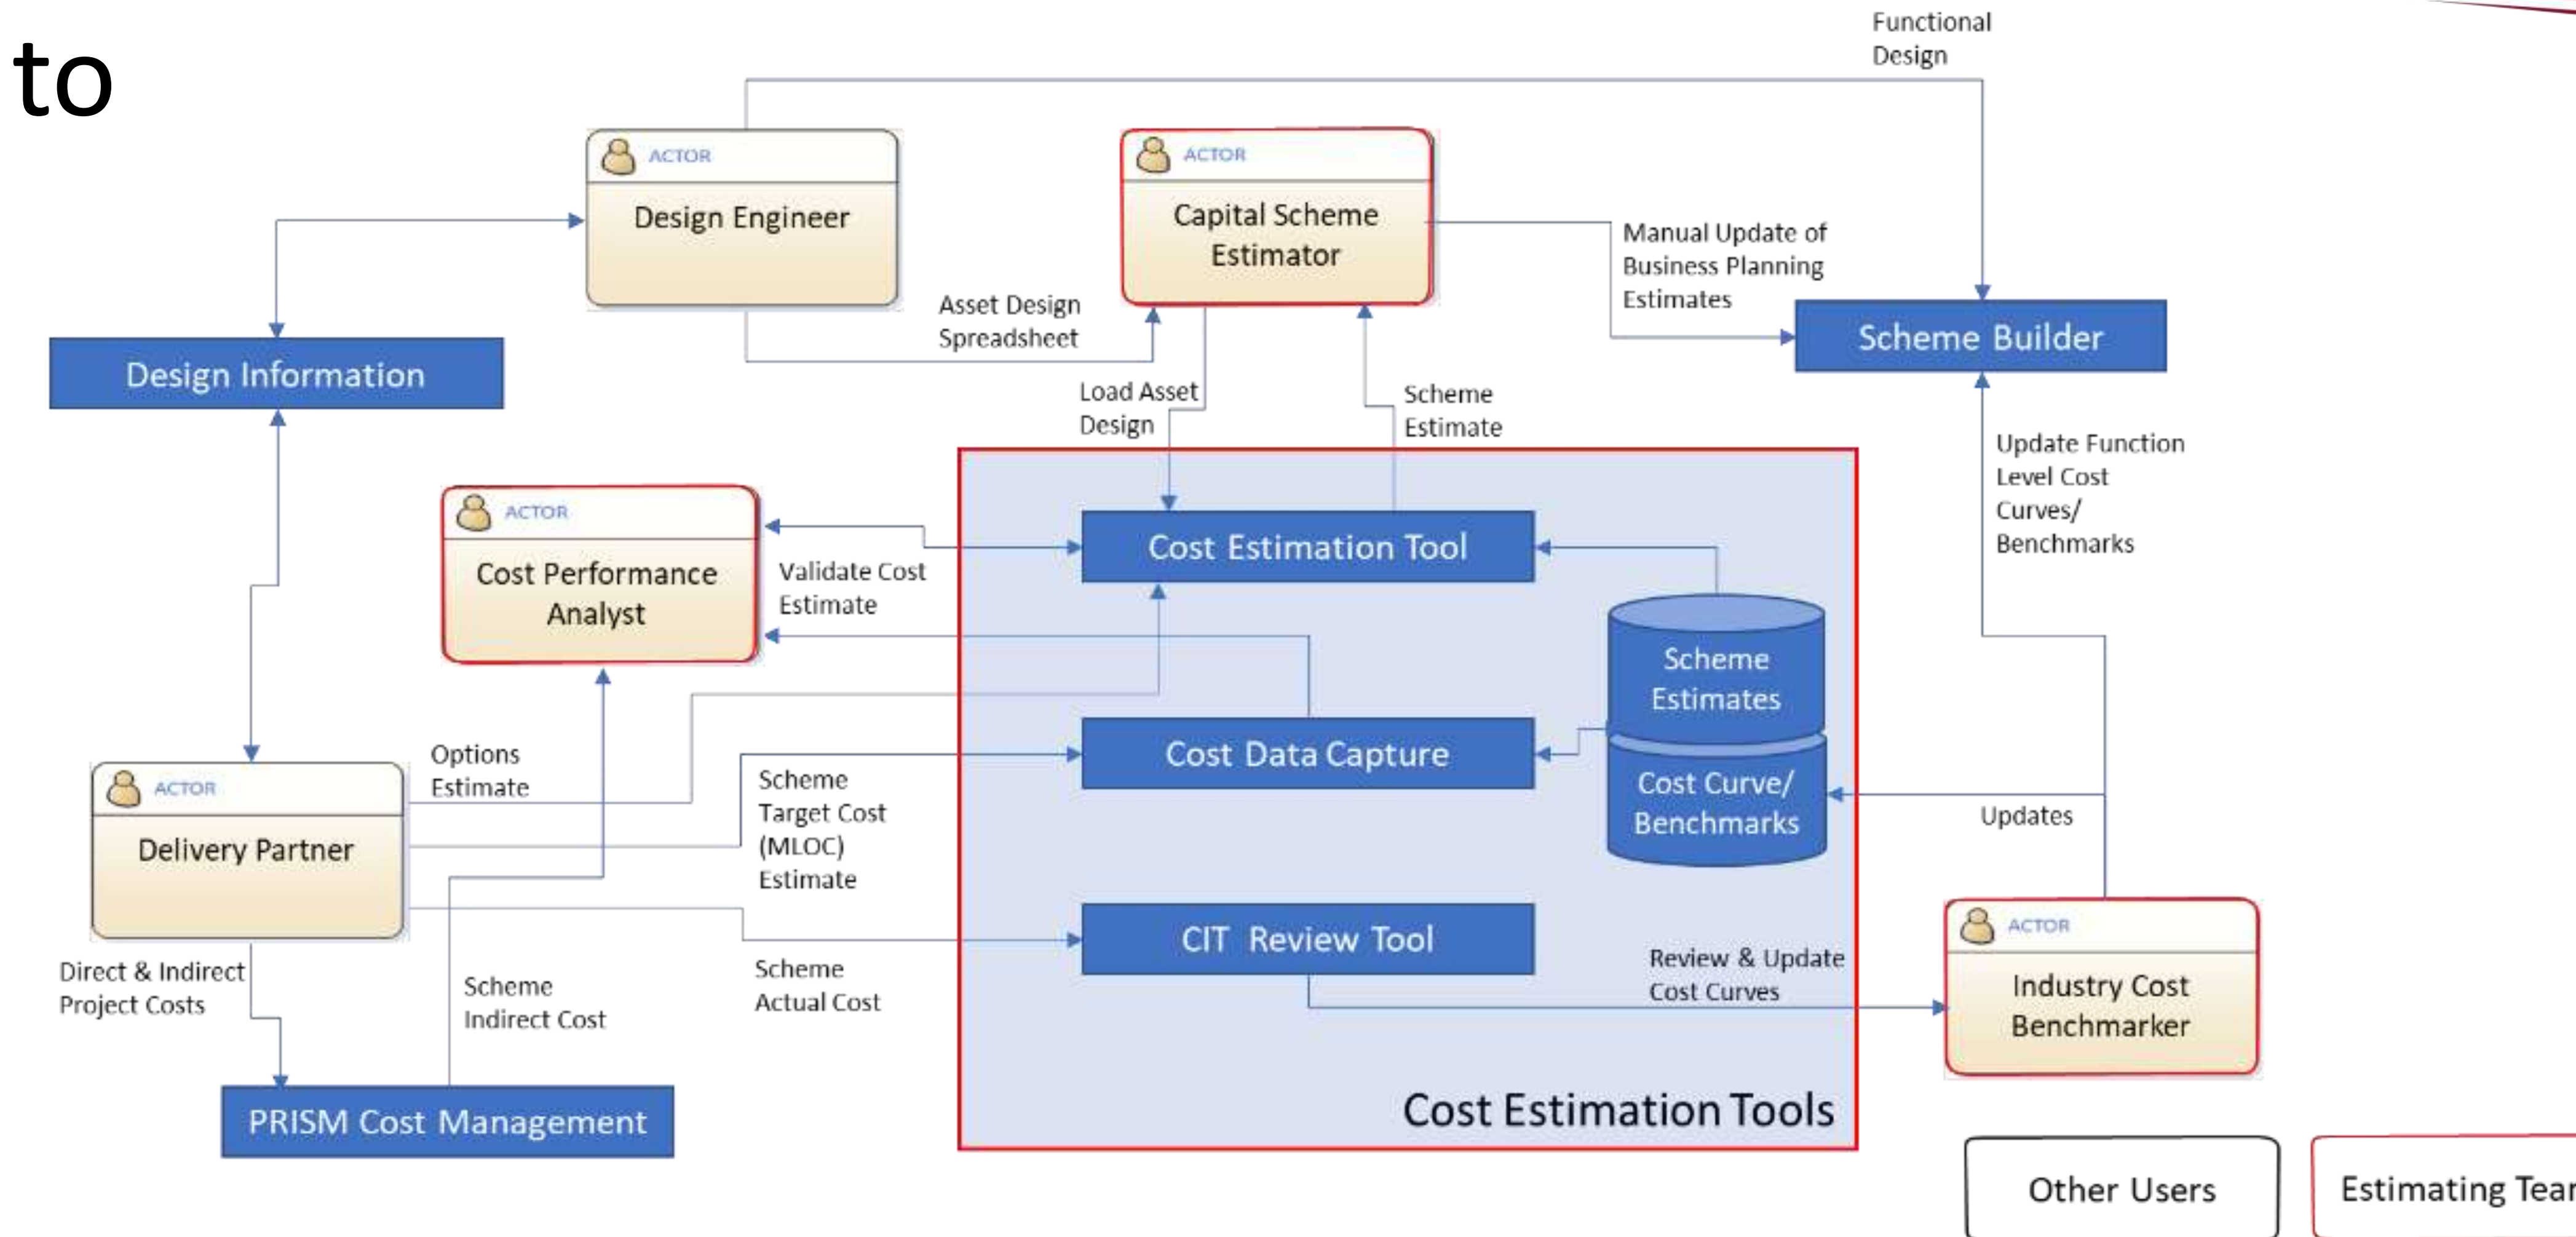 to
Functional
Design
ACTOR
Design Engineer
ACTOR
Capital Scheme
Estimator
Manual Update of
Business Planning
Estimates
Asset Design
Spreadsheet
Scheme Builder
Design Information
Load Asset
Design
Scheme
Estimate
Update Function
Level Cost
Curves/
Benchmarks
ACTOR
Cost Performance
Analyst
Validate Cost
Estimate
Cost Estimation Tool
Scheme
Estimates
Cost Data Capture
Cost Curve/
Benchmarks
Options
Estimate
Scheme
Target Cost
(MLOC)
Estimate
ACTOR
Delivery Partner
Updates
CIT Review Tool
Review & Update
Cost Curves
ACTOR
Industry Cost
Benchmarker
Direct & Indirect
Project Costs
Scheme
Indirect Cost
Scheme
Actual Cost
PRISM Cost Management
Cost Estimation Tools
Other Users
Estimating